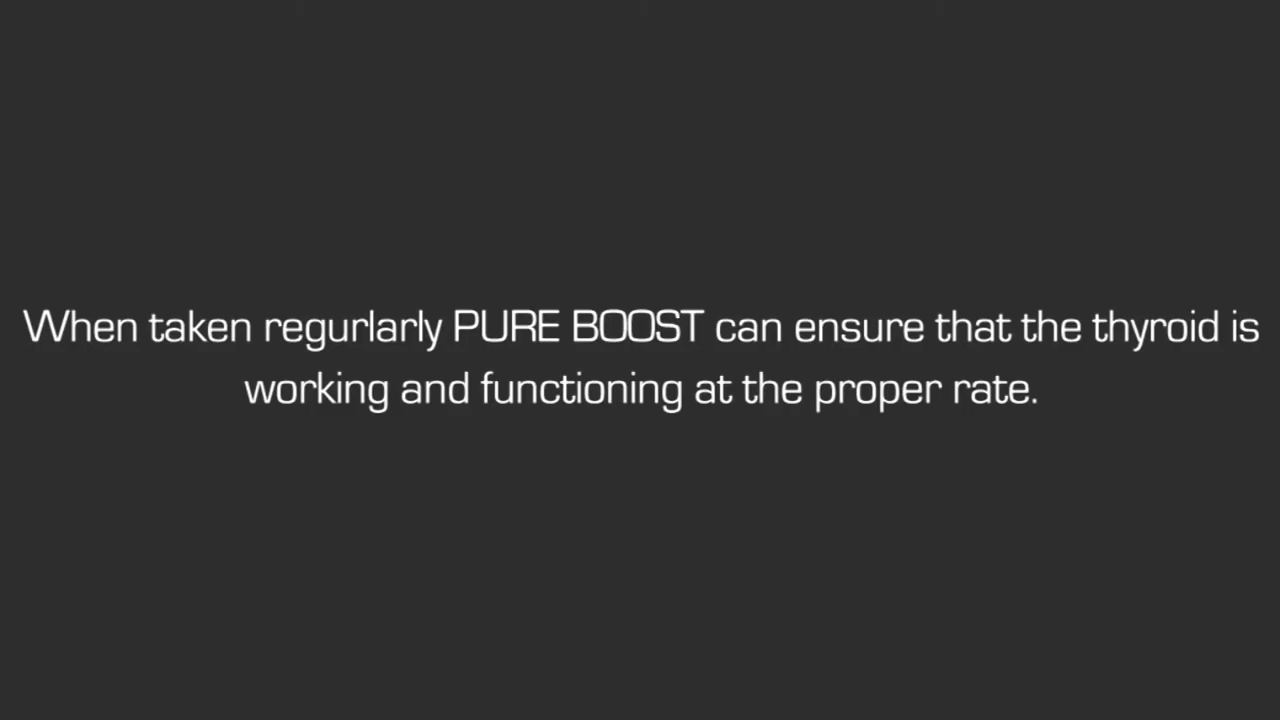 When taken regurlarly PURE BOOST can ensure that the thyroid is
working and functioning at the proper rate.